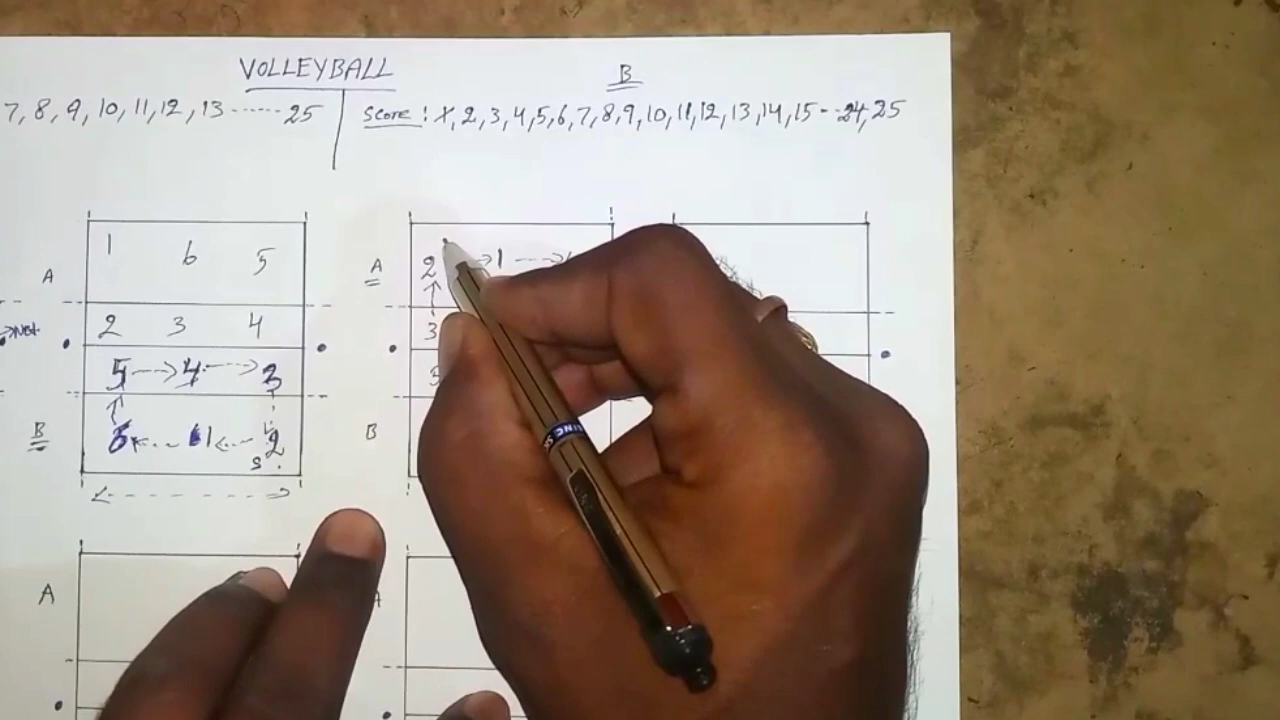 VOLLEYBALL
B
7, 8, 9, 10, 11, 12, 13 ------ 25
Score : 1, 2, 3, 4, 5, 6, 7, 8, 9, 10, 11, 12, 13, 14, 15 - - 24, 25
1 6 5
A
2 3 4
5 4 3
B
6 1 2
S
A
2 1
3
B
A